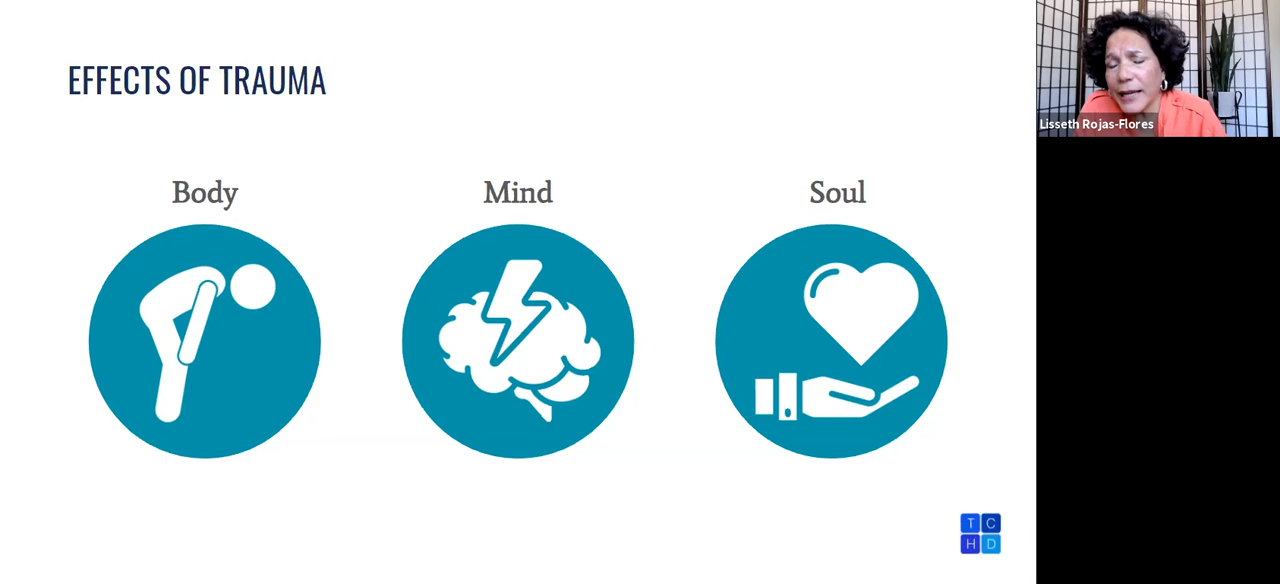 EFFECTS OF TRAUMA
Body
Mind
Soul
T C
H D
Lisseth Rojas-Flores